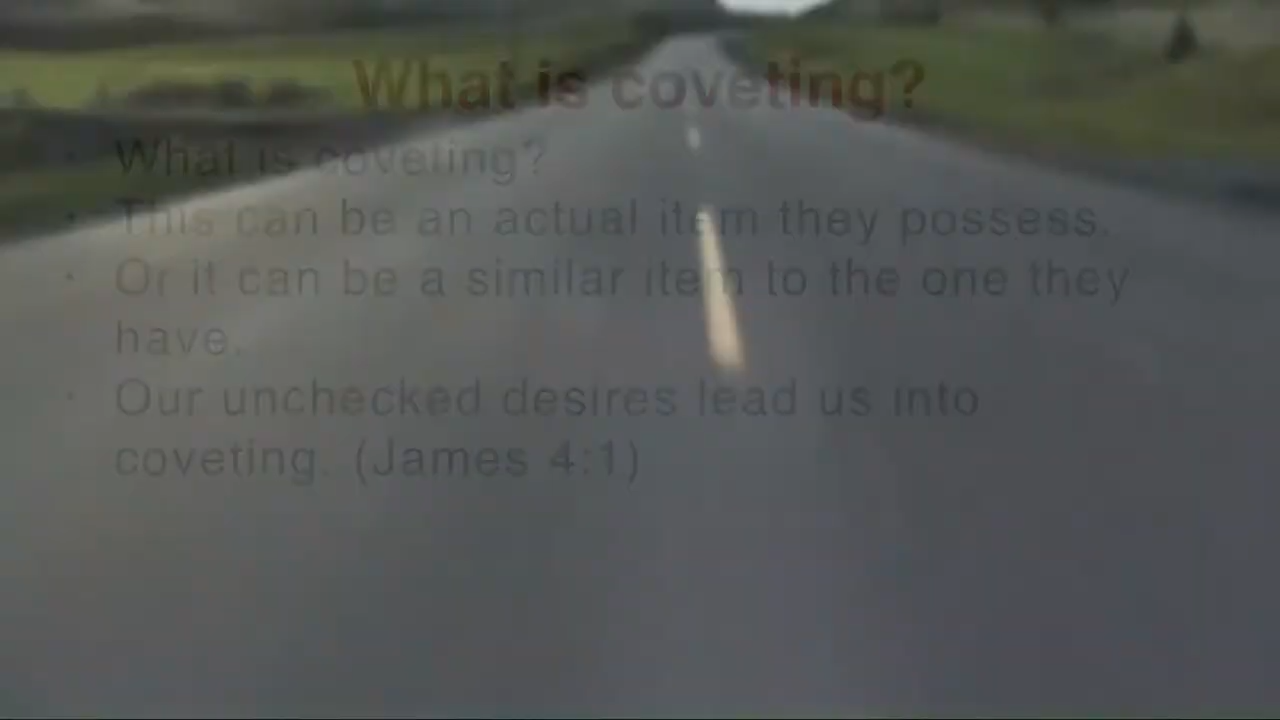 What is coveting?
• What is coveting?
• This can be an actual item they possess.
• Or it can be a similar item to the one they
have.
• Our unchecked desires lead us into
coveting. (James 4:1)